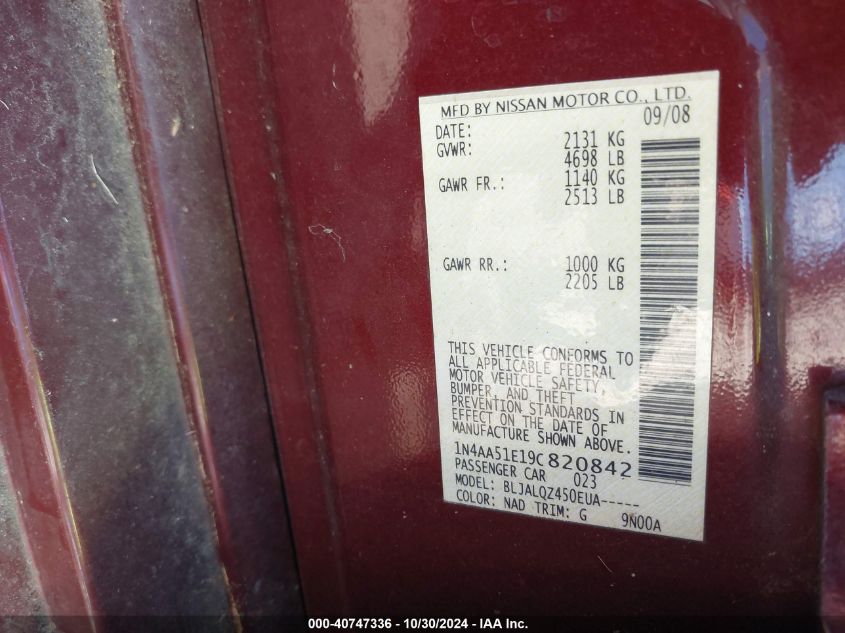 MFD BY NISSAN MOTOR CO., LTD.
DATE: 09/08
GVWR: 2131 KG
4698 LB
GAWR FR.: 1140 KG
2513 LB
GAWR RR.: 1000 KG
2205 LB
THIS VEHICLE CONFORMS TO
ALL APPLICABLE FEDERAL
MOTOR VEHICLE SAFETY,
BUMPER, AND THEFT
PREVENTION STANDARDS IN
EFFECT ON THE DATE OF
MANUFACTURE SHOWN ABOVE.
1N4AA51E19C820842
PASSENGER CAR 023
MODEL: BLJALQZ450EUA-----
COLOR: NAD TRIM: G 9N00A
000-40747336 - 10/30/2024 - IAA Inc.